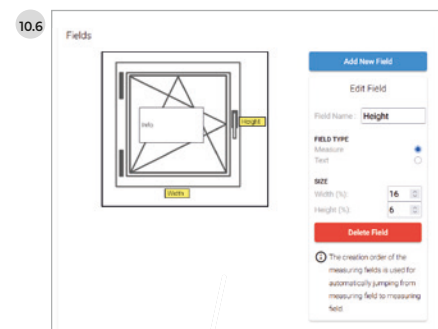 10.6
Fields
Add New Field
Edit Field
Field Name: Height
FIELD TYPE
Measure
Text
SIZE
Width (%): 16
Height (%): 6
Delete Field
The creation order of the
measuring fields is used for
automatically jumping from
measuring field to measuring
field.
Info
Height
Width